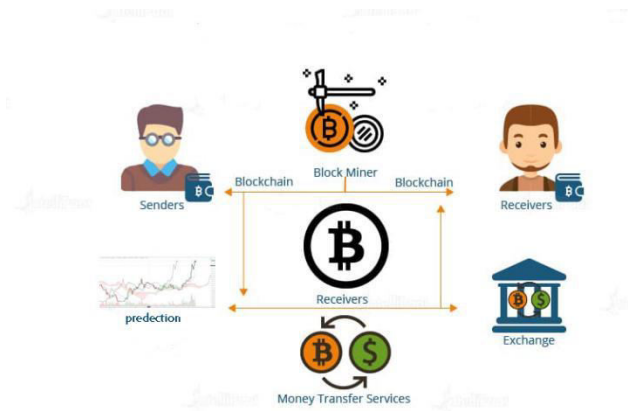 Block Miner
Blockchain
Blockchain
Senders
Receivers
Receivers
predection
Exchange
Money Transfer Services